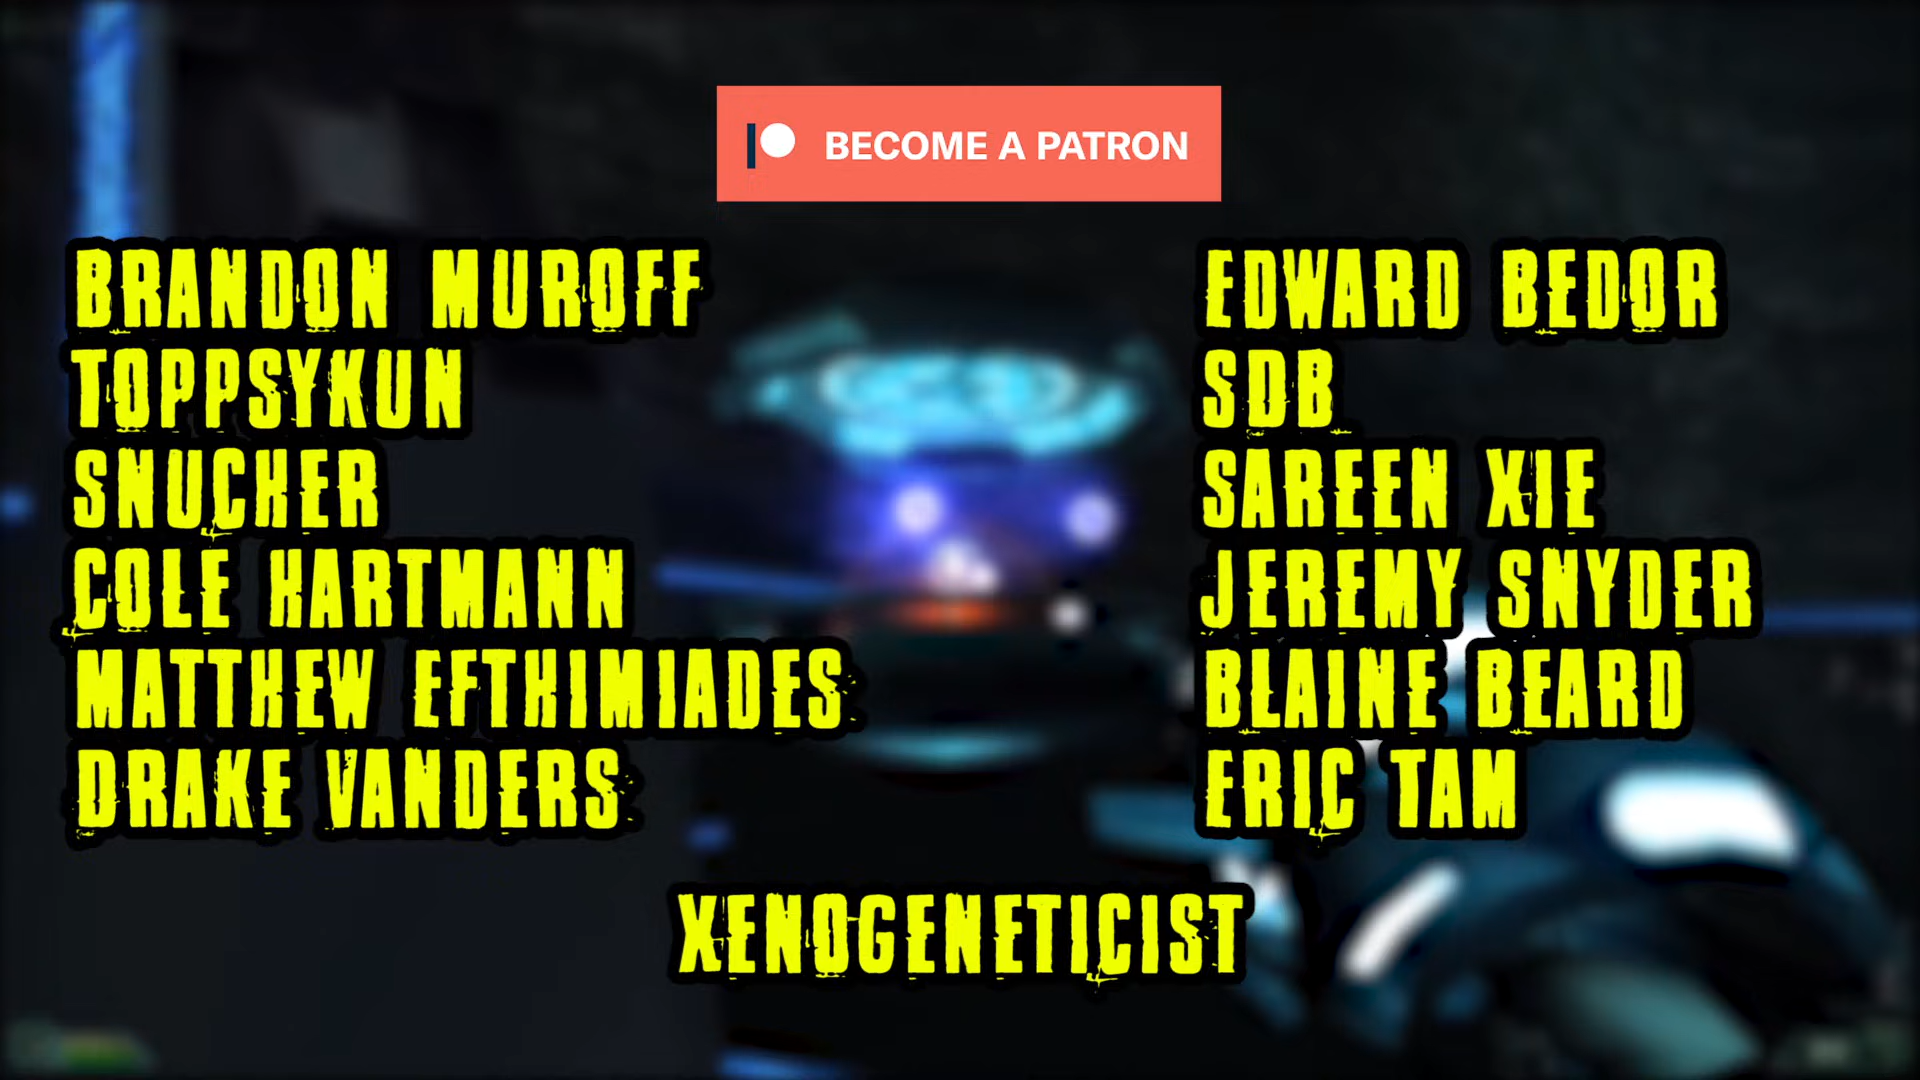 BECOME A PATRON
BRANDON MUROFF
TOPPSYKUN
SNUCHER
COLE HARTMANN
MATTHEW EFTHIMIADES
DRAKE VANDERS
EDWARD BEDOR
SDB
SAREEN XIE
JEREMY SNYDER
BLAINE BEARD
ERIC TAM
XENOGENETICIST